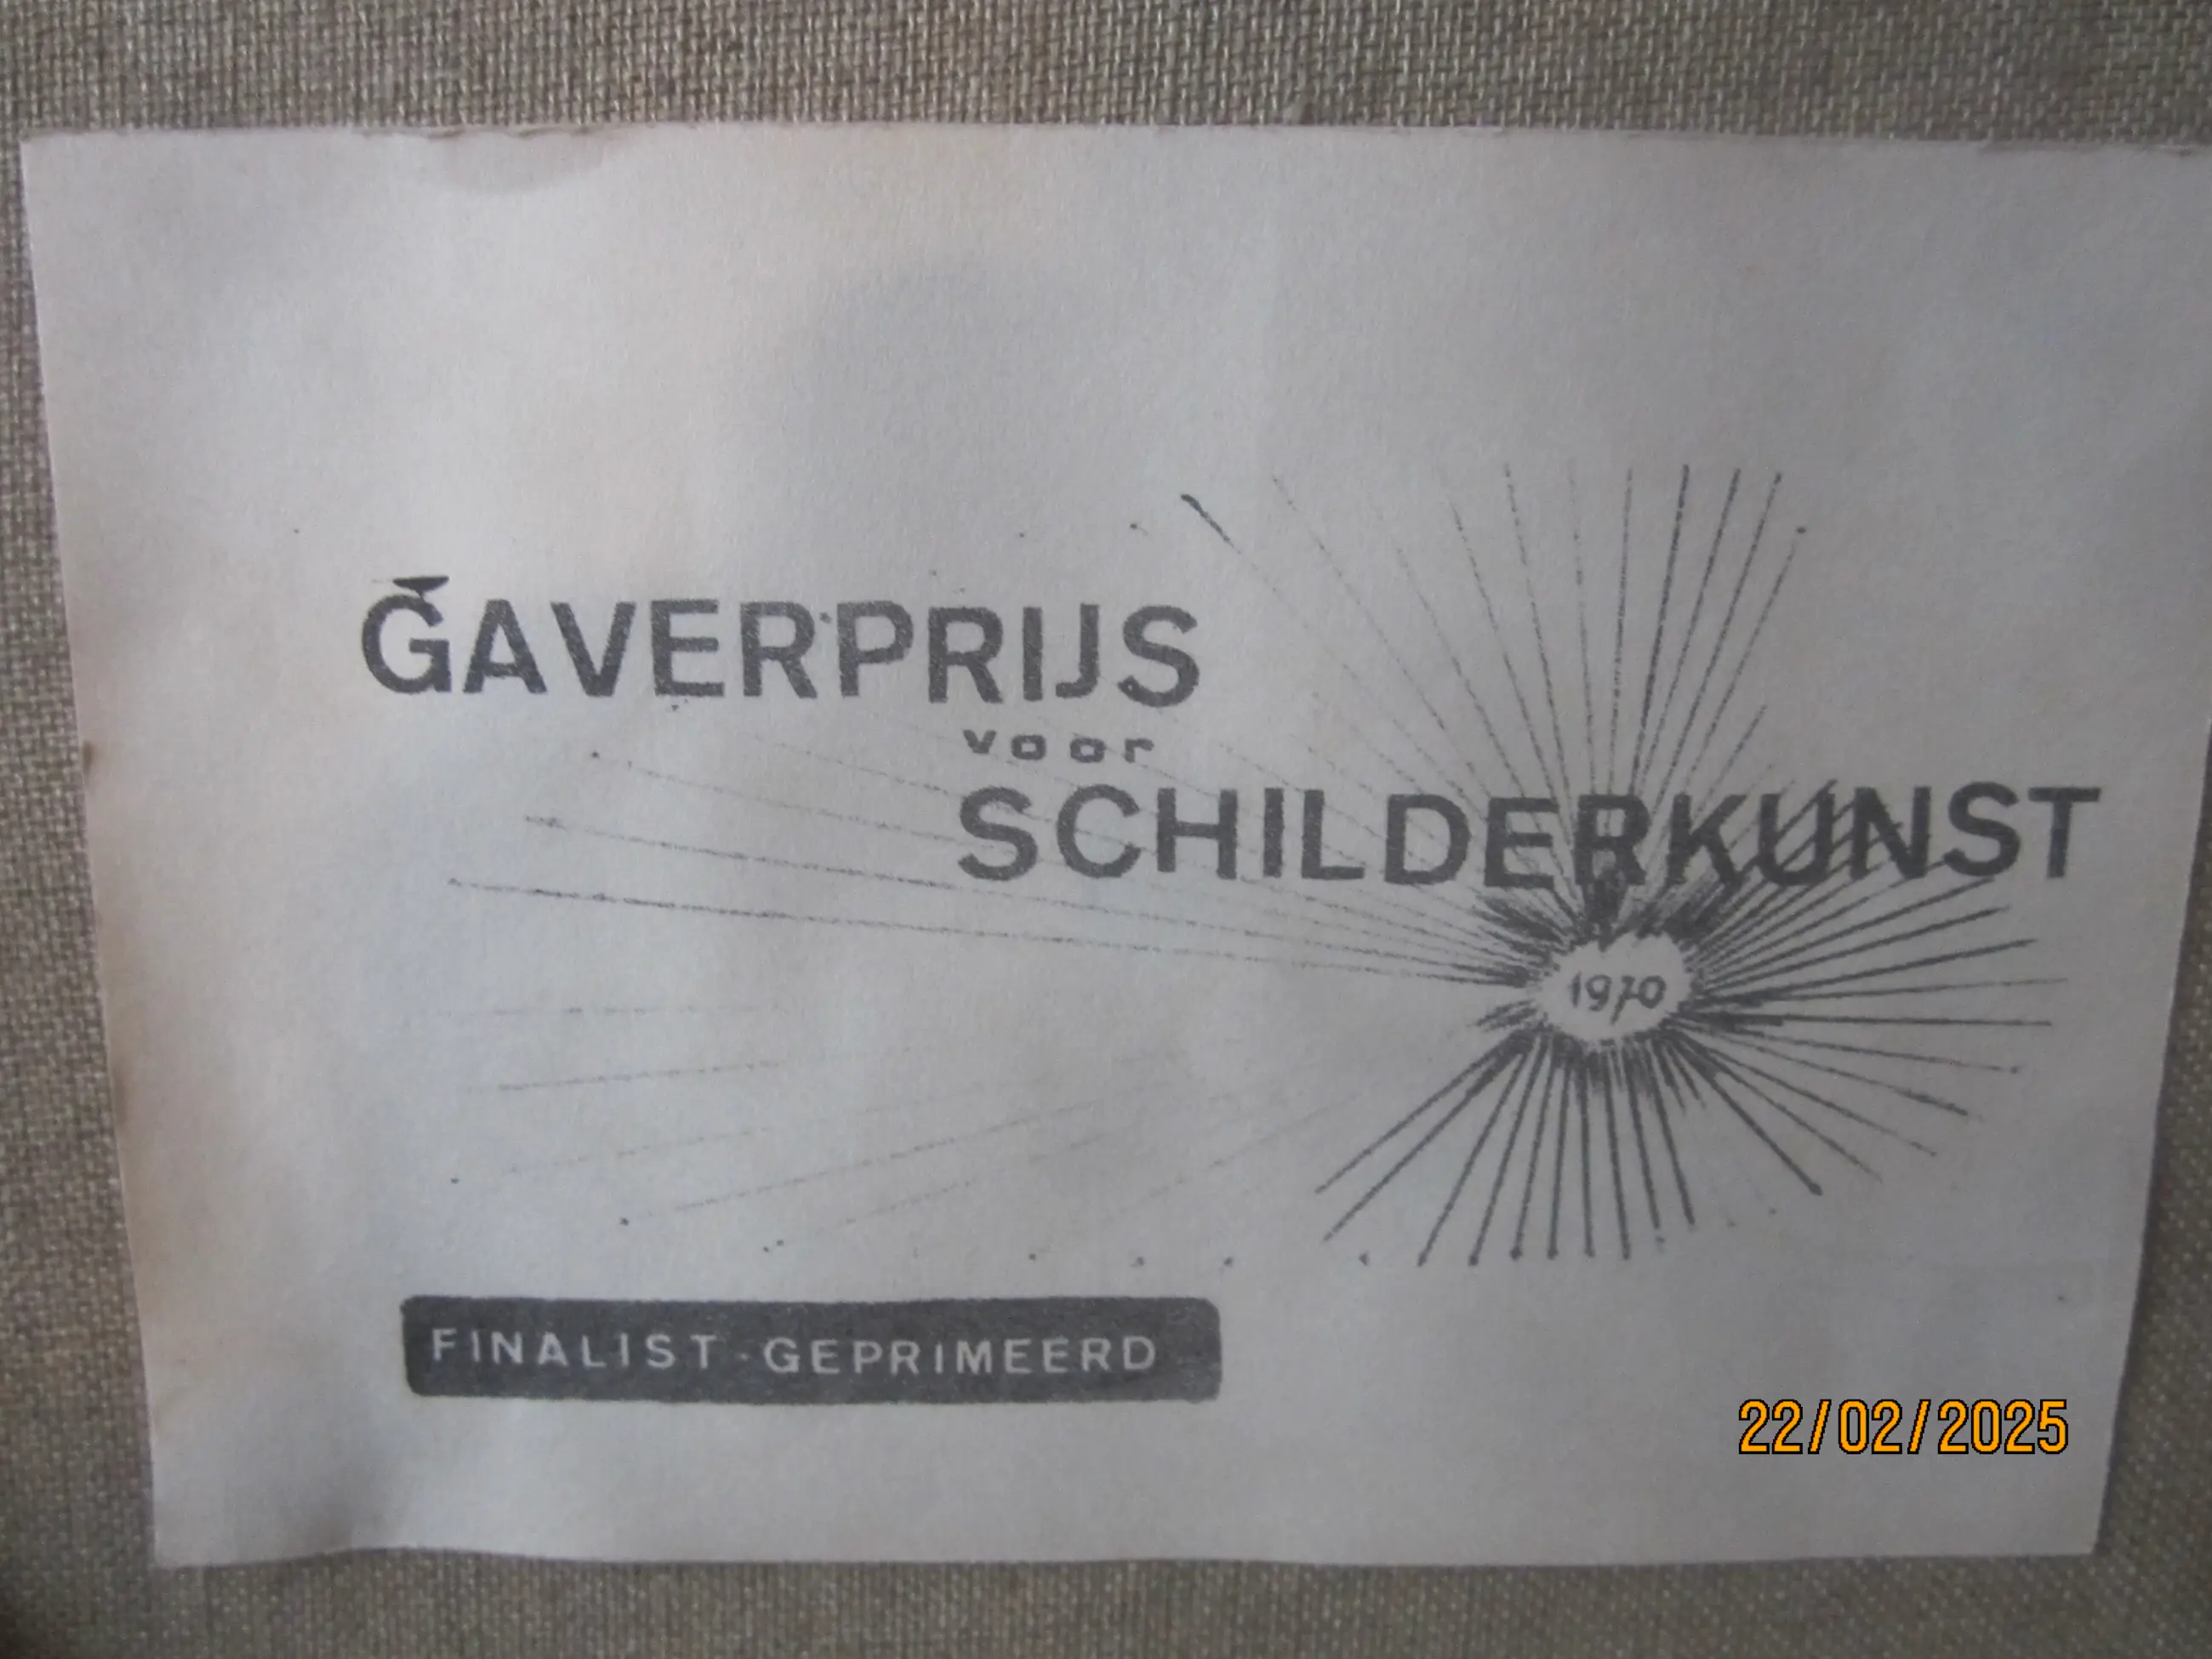 GAVERPRIJS
voor
SCHILDERKUNST
1970
FINALIST-GEPRIMEERD
22/02/2025